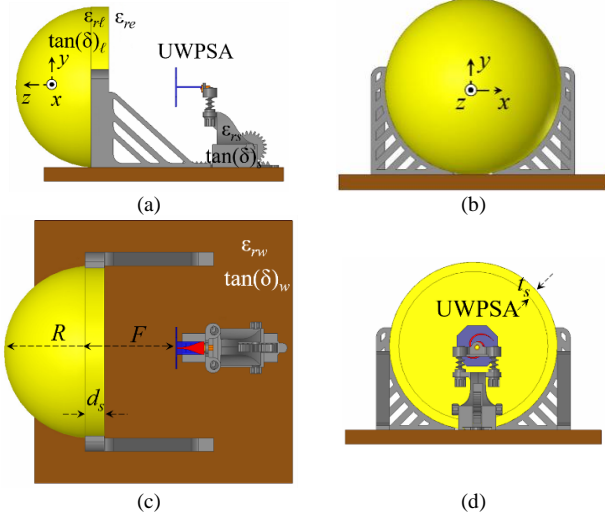 ε_rℓ ε_re
tan(δ)_ℓ
UWPSA
y
z x
ε_rs
tan(δ)_s
(a)
y
z x
(b)
ε_rw
tan(δ)_w
R F
d_s
(c)
t_s
UWPSA
(d)